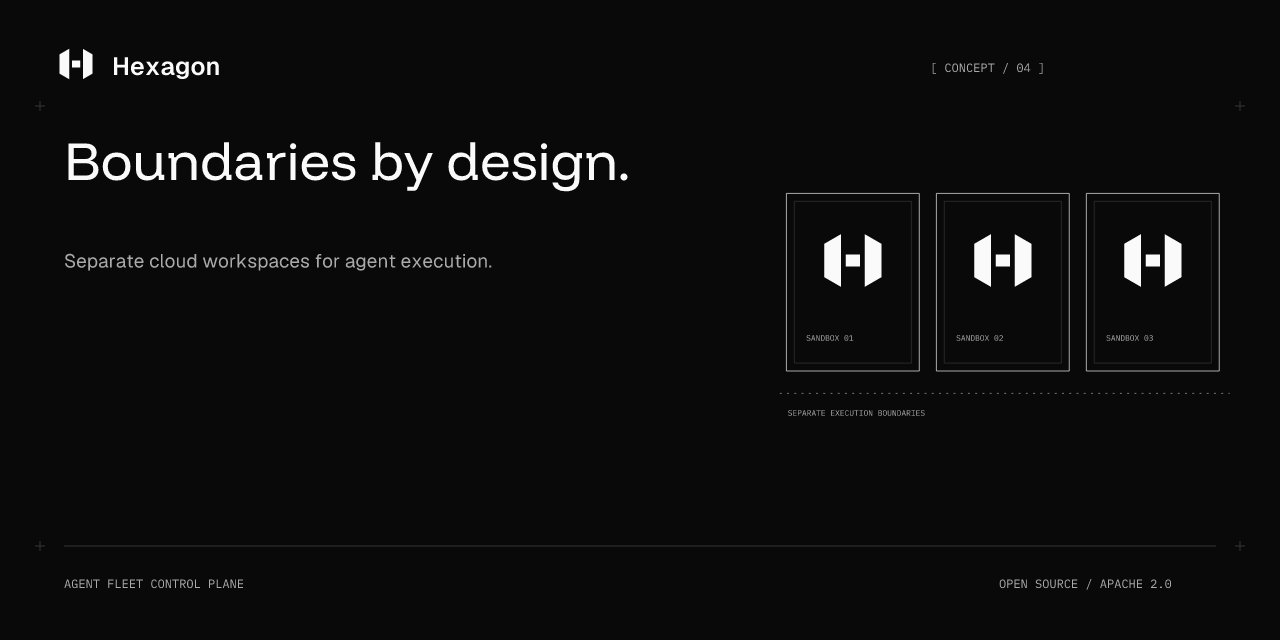 Hexagon
[ CONCEPT / 04 ]
Boundaries by design.
Separate cloud workspaces for agent execution.
SANDBOX 01
SANDBOX 02
SANDBOX 03
SEPARATE EXECUTION BOUNDARIES
AGENT FLEET CONTROL PLANE
OPEN SOURCE / APACHE 2.0